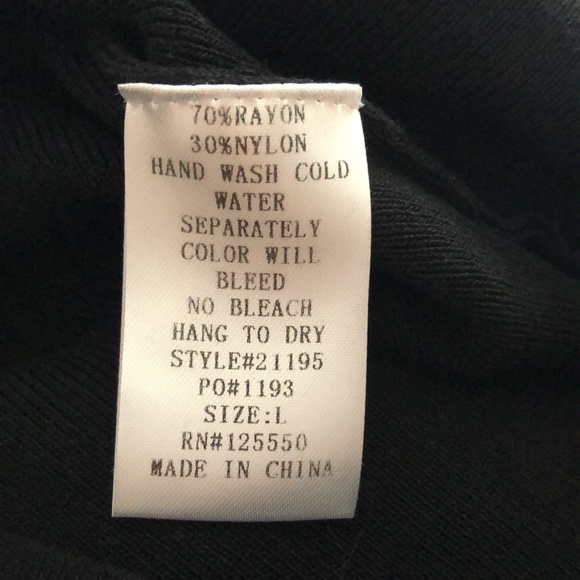 70%RAYON
30%NYLON
HAND WASH COLD
WATER
SEPARATELY
COLOR WILL
BLEED
NO BLEACH
HANG TO DRY
STYLE#21195
PO#1193
SIZE:L
RN#125550
MADE IN CHINA